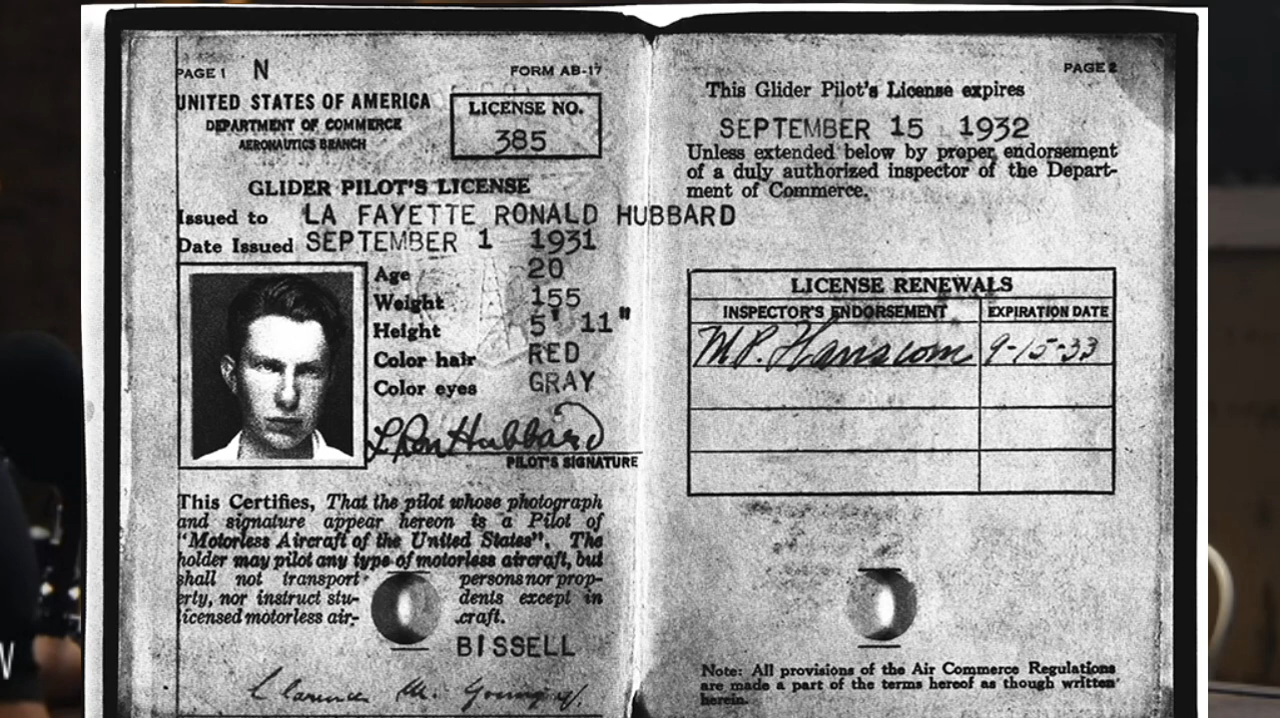 PAGE 1 N FORM AB-17
UNITED STATES OF AMERICA
DEPARTMENT OF COMMERCE
AERONAUTICS BRANCH
LICENSE NO.
385
GLIDER PILOT'S LICENSE
Issued to LA FAYETTE RONALD HUBBARD
Date Issued SEPTEMBER 1 1931
Age 20
Weight 155
Height 5' 11"
Color hair RED
Color eyes GRAY
L Ron Hubbard
PILOT'S SIGNATURE
This Certifies, That the pilot whose photograph
and signature appear hereon is a Pilot of
"Motorless Aircraft of the United States". The
holder may pilot any type of motorless aircraft, but
shall not transport persons nor prop-
erty, nor instruct stu- dents except in
licensed motorless air- craft.
BISSELL
Clarence M. Young
PAGE 2
This Glider Pilot's License expires
SEPTEMBER 15 1932
Unless extended below by proper endorsement
of a duly authorized inspector of the Depart-
ment of Commerce.
LICENSE RENEWALS
INSPECTOR'S ENDORSEMENT EXPIRATION DATE
M.P. Hanscom 9-15-33
Note: All provisions of the Air Commerce Regulations
are made a part of the terms hereof as though written
herein.